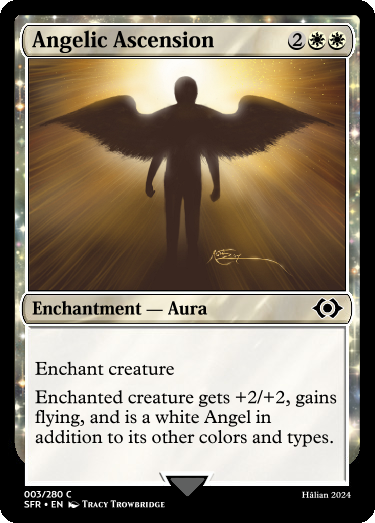 Angelic Ascension 2
Enchantment — Aura
Enchant creature
Enchanted creature gets +2/+2, gains
flying, and is a white Angel in
addition to its other colors and types.
003/280 C
Hālian 2024
SFR • EN Tracy Trowbridge